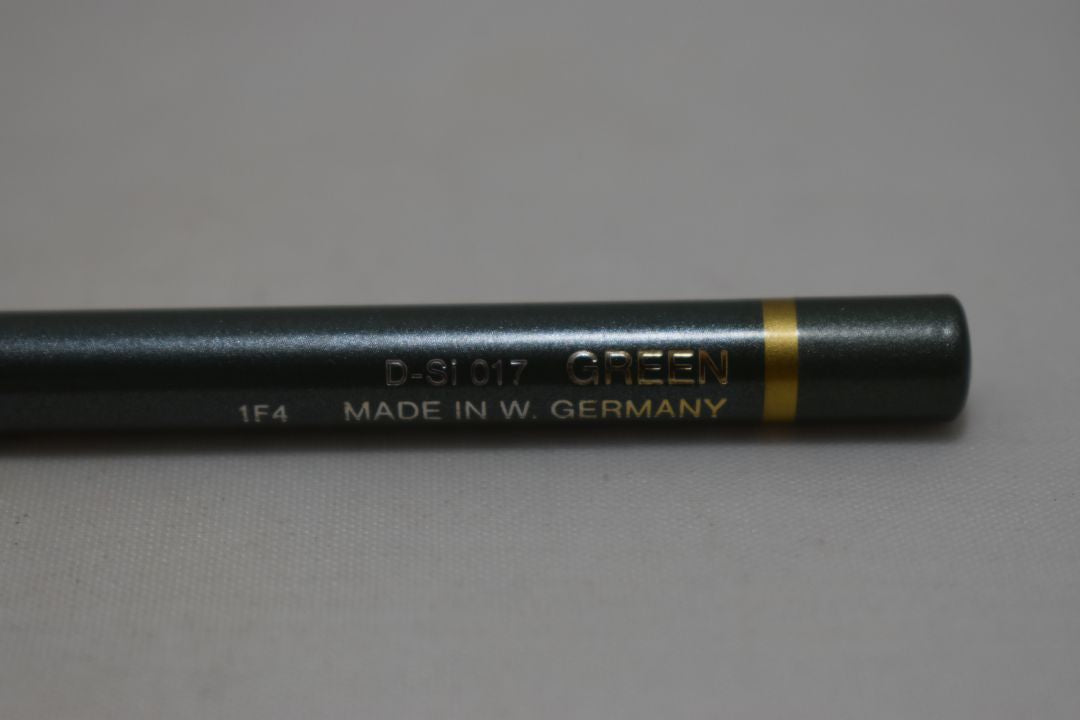 D-Si 017 GREEN
1F4 MADE IN W. GERMANY